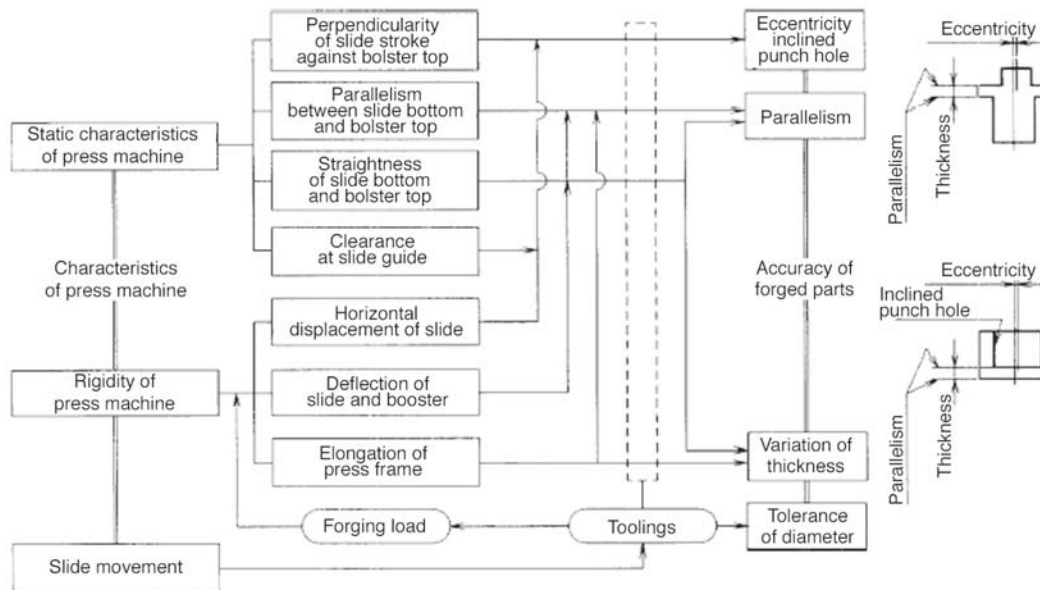 Perpendicularity
of slide stroke
against bolster top
Parallelism
between slide bottom
and bolster top
Straightness
of slide bottom
and bolster top
Clearance
at slide guide
Horizontal
displacement of slide
Deflection of
slide and booster
Elongation of
press frame
Static characteristics
of press machine
Characteristics
of press machine
Rigidity of
press machine
Slide movement
Forging load
Toolings
Eccentricity
inclined
punch hole
Parallelism
Accuracy of
forged parts
Variation of
thickness
Tolerance
of diameter
Eccentricity
Parallelism
Thickness
Eccentricity
Inclined
punch hole
Parallelism
Thickness